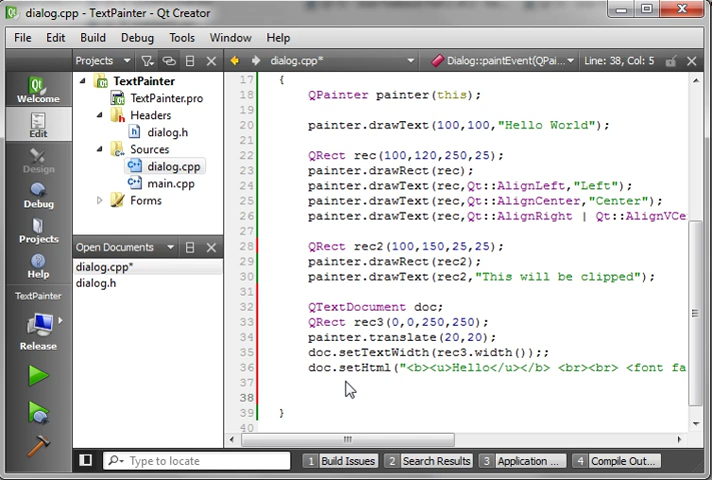 dialog.cpp - TextPainter - Qt Creator
File Edit Build Debug Tools Window Help
Projects dialog.cpp* Dialog::paintEvent(QPai... Line: 38, Col: 5
Welcome
Edit
Design
Debug
Projects
Help
TextPainter
Release
TextPainter
TextPainter.pro
Headers
dialog.h
Sources
dialog.cpp
main.cpp
Forms
Open Documents
dialog.cpp*
dialog.h
17 {
18 QPainter painter(this);
19
20 painter.drawText(100,100,"Hello World");
21
22 QRect rec(100,120,250,25);
23 painter.drawRect(rec);
24 painter.drawText(rec,Qt::AlignLeft,"Left");
25 painter.drawText(rec,Qt::AlignCenter,"Center");
26 painter.drawText(rec,Qt::AlignRight | Qt::AlignVCe
27
28 QRect rec2(100,150,25,25);
29 painter.drawRect(rec2);
30 painter.drawText(rec2,"This will be clipped");
31
32 QTextDocument doc;
33 QRect rec3(0,0,250,250);
34 painter.translate(20,20);
35 doc.setTextWidth(rec3.width());;
36 doc.setHtml("<b><u>Hello</u></b> <br><br> <font fa
37
38
39 }
40
Type to locate 1 Build Issues 2 Search Results 3 Application ... 4 Compile Out...